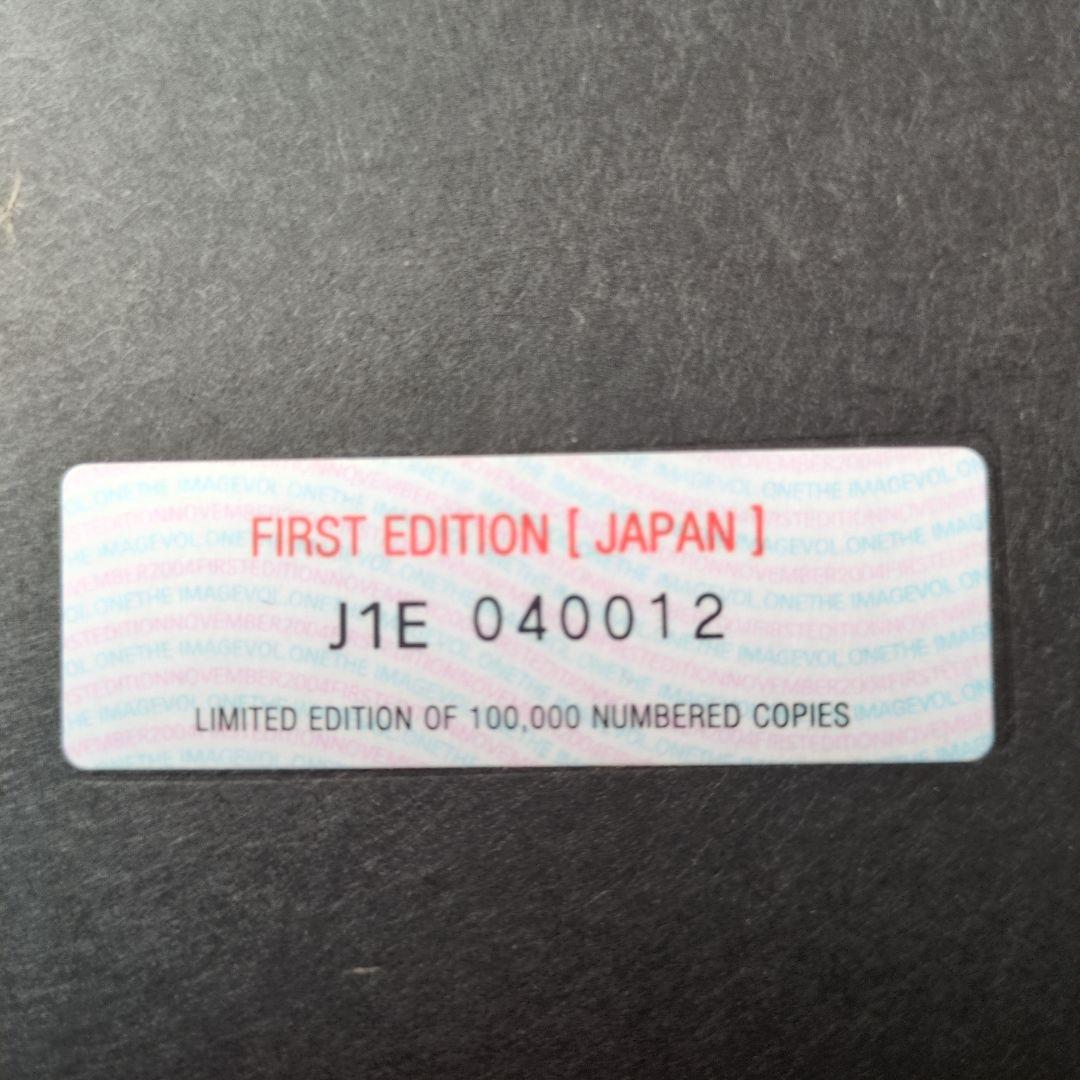 FIRST EDITION [ JAPAN ]
J1E 040012
LIMITED EDITION OF 100,000 NUMBERED COPIES